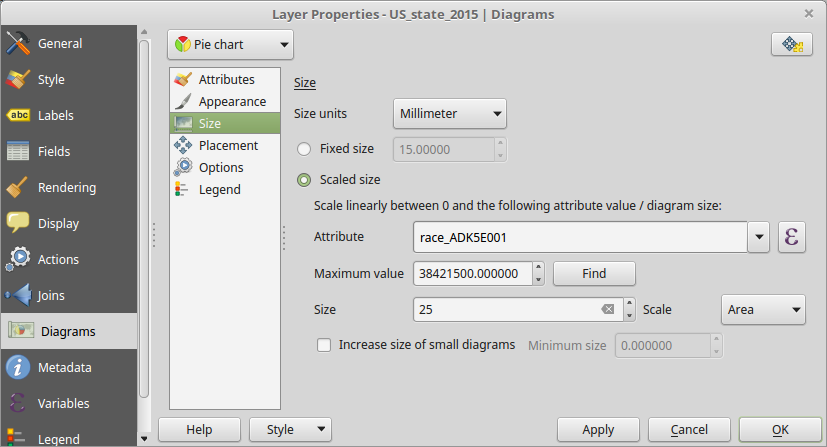 Layer Properties - US_state_2015 | Diagrams
General
Style
abc Labels
Fields
Rendering
Display
Actions
Joins
Diagrams
Metadata
Variables
Legend
Pie chart
Attributes
Appearance
Size
Placement
Options
Legend
Size
Size units Millimeter
Fixed size 15.00000
Scaled size
Scale linearly between 0 and the following attribute value / diagram size:
Attribute race_ADK5E001 ε
Maximum value 38421500.000000 Find
Size 25 Scale Area
Increase size of small diagrams Minimum size 0.000000
Help Style Apply Cancel OK